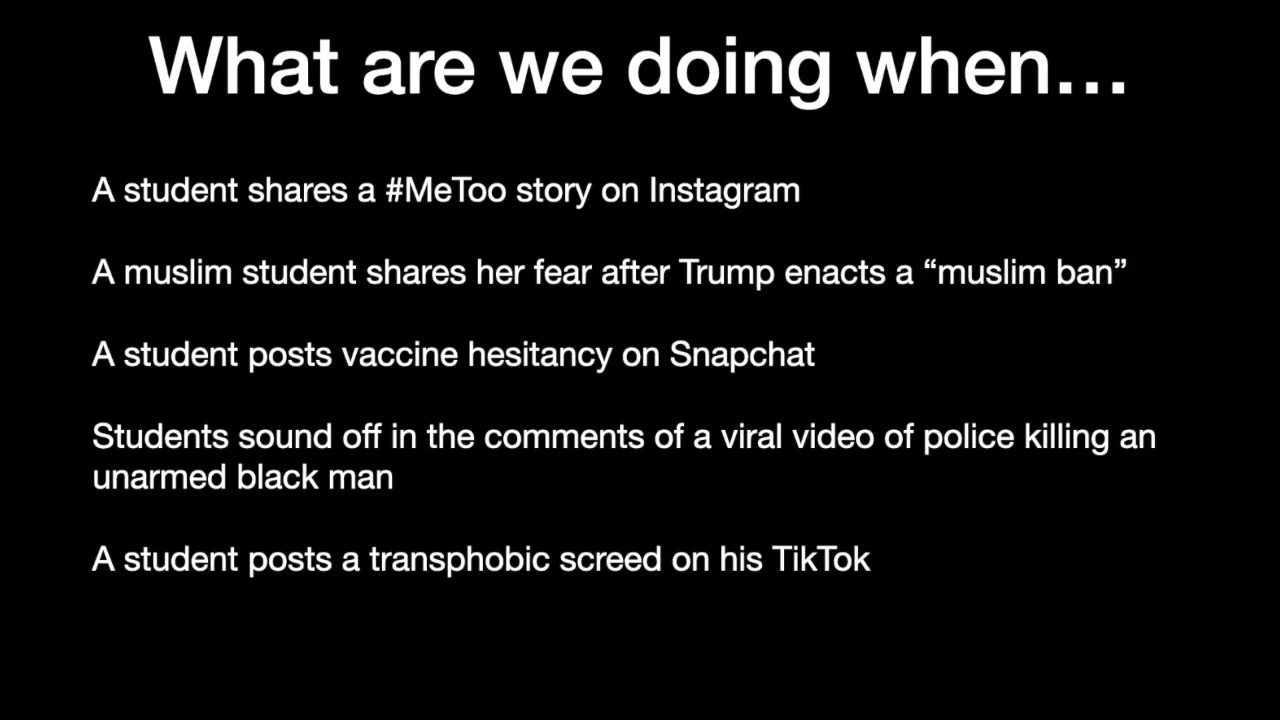 What are we doing when…
A student shares a #MeToo story on Instagram
A muslim student shares her fear after Trump enacts a “muslim ban”
A student posts vaccine hesitancy on Snapchat
Students sound off in the comments of a viral video of police killing an
unarmed black man
A student posts a transphobic screed on his TikTok